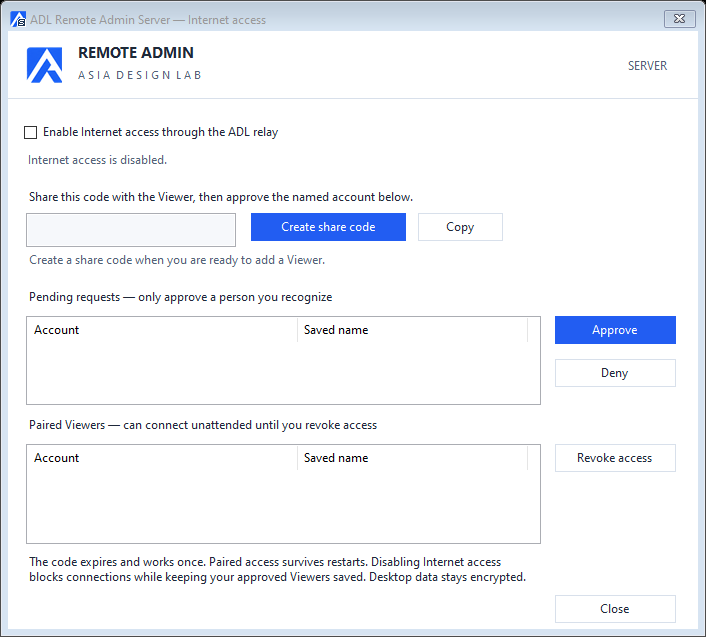 ADL Remote Admin Server — Internet access
REMOTE ADMIN
ASIA DESIGN LAB
SERVER
Enable Internet access through the ADL relay
Internet access is disabled.
Share this code with the Viewer, then approve the named account below.
Create share code
Copy
Create a share code when you are ready to add a Viewer.
Pending requests — only approve a person you recognize
Account Saved name
Approve
Deny
Paired Viewers — can connect unattended until you revoke access
Account Saved name
Revoke access
The code expires and works once. Paired access survives restarts. Disabling Internet access
blocks connections while keeping your approved Viewers saved. Desktop data stays encrypted.
Close